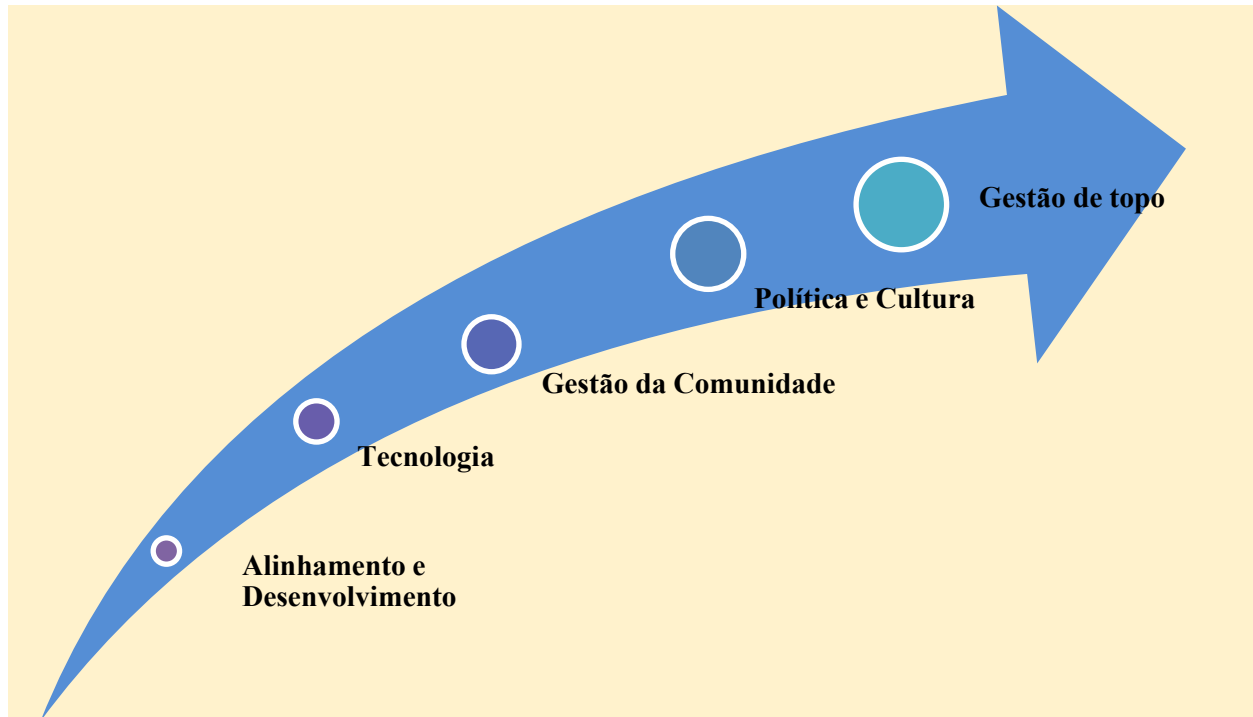 Gestão de topo
Política e Cultura
Gestão da Comunidade
Tecnologia
Alinhamento e
Desenvolvimento